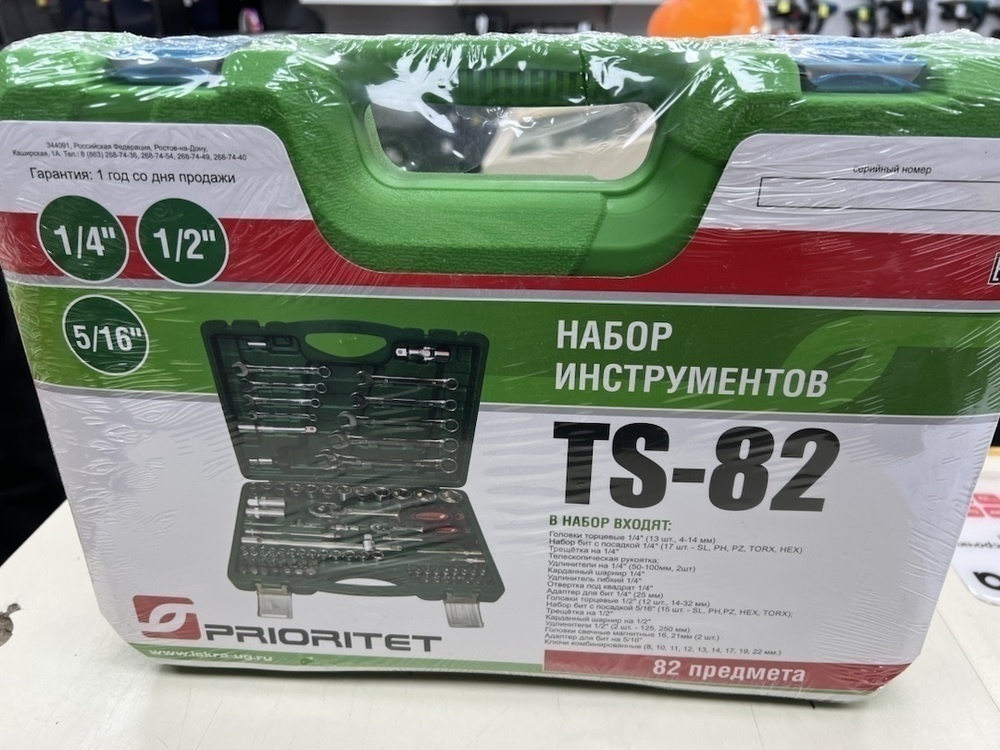 344091, Российская Федерация, Ростов-на-Дону,
Каширская, 1А. Тел.: 8 (863) 268-74-36, 268-74-54, 268-74-49, 268-74-40
Гарантия: 1 год со дня продажи
серийный номер
1/4" 1/2"
5/16"
НАБОР
ИНСТРУМЕНТОВ
TS-82
В НАБОР ВХОДЯТ:
Головки торцевые 1/4" (13 шт., 4-14 мм)
Набор бит с посадкой 1/4" (17 шт. - SL, PH, PZ, TORX, HEX)
Трещётка на 1/4"
Телескопическая рукоятка;
Удлинители на 1/4" (50-100мм, 2шт)
Карданный шарнир 1/4"
Удлинитель гибкий 1/4"
Отвертка под квадрат 1/4"
Адаптер для бит 1/4" (25 мм)
Головки торцевые 1/2" (12 шт., 14-32 мм)
Набор бит с посадкой 5/16" (15 шт. - SL, PH,PZ, HEX, TORX);
Трещётка на 1/2"
Карданный шарнир на 1/2"
Удлинители 1/2" (2 шт. - 125, 250 мм)
Головки свечные магнитные 16, 21мм (2 шт.)
Адаптер для бит на 5/16"
Ключи комбинированные (8, 10, 11, 12, 13, 14, 17, 19, 22 мм.)
PRIORITET
www.iskra-ug.ru
82 предмета